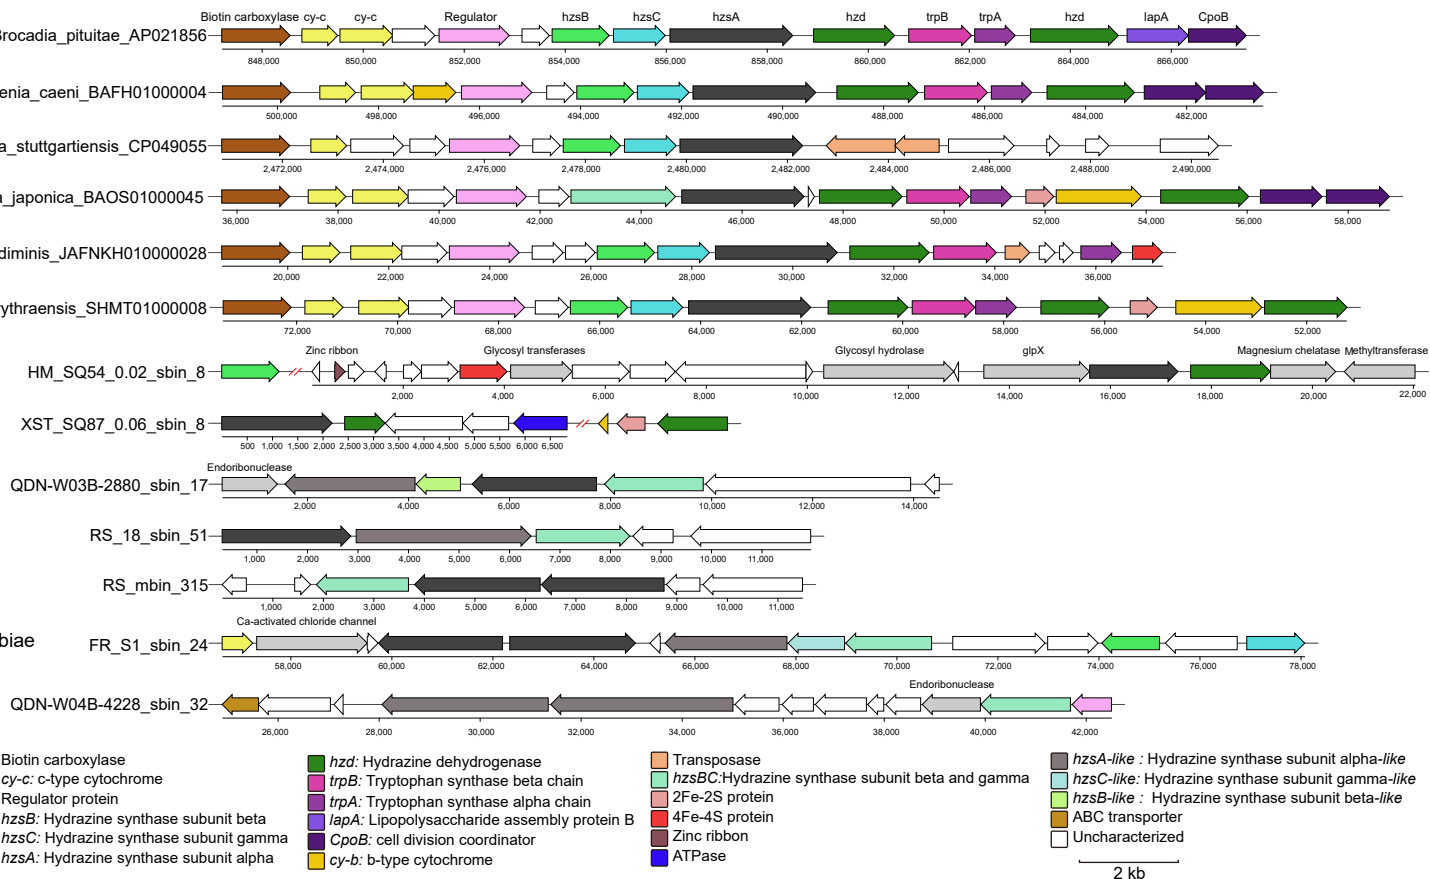 Biotin carboxylase cy-c cy-c Regulator hzsB hzsC hzsA hzd trpB trpA hzd lapA CpoB
Brocadia_pituitae_AP021856
848,000 850,000 852,000 854,000 856,000 858,000 860,000 862,000 864,000 866,000
enia_caeni_BAFH01000004
500,000 498,000 496,000 494,000 492,000 490,000 488,000 486,000 484,000 482,000
a_stuttgartiensis_CP049055
2,472,000 2,474,000 2,476,000 2,478,000 2,480,000 2,482,000 2,484,000 2,486,000 2,488,000 2,490,000
a_japonica_BAOS01000045
36,000 38,000 40,000 42,000 44,000 46,000 48,000 50,000 52,000 54,000 56,000 58,000
diminis_JAFNKH010000028
20,000 22,000 24,000 26,000 28,000 30,000 32,000 34,000 36,000
ythraensis_SHMT01000008
72,000 70,000 68,000 66,000 64,000 62,000 60,000 58,000 56,000 54,000 52,000
Zinc ribbon Glycosyl transferases Glycosyl hydrolase glpX Magnesium chelatase Methyltransferase
HM_SQ54_0.02_sbin_8
2,000 4,000 6,000 8,000 10,000 12,000 14,000 16,000 18,000 20,000 22,000
XST_SQ87_0.06_sbin_8
500 1,000 1,500 2,000 2,500 3,000 3,500 4,000 4,500 5,000 5,500 6,000 6,500
Endoribonuclease
QDN-W03B-2880_sbin_17
2,000 4,000 6,000 8,000 10,000 12,000 14,000
RS_18_sbin_51
1,000 2,000 3,000 4,000 5,000 6,000 7,000 8,000 9,000 10,000 11,000
RS_mbin_315
1,000 2,000 3,000 4,000 5,000 6,000 7,000 8,000 9,000 10,000 11,000
Ca-activated chloride channel
biae FR_S1_sbin_24
58,000 60,000 62,000 64,000 66,000 68,000 70,000 72,000 74,000 76,000 78,000
Endoribonuclease
QDN-W04B-4228_sbin_32
26,000 28,000 30,000 32,000 34,000 36,000 38,000 40,000 42,000
Biotin carboxylase
cy-c: c-type cytochrome
Regulator protein
hzsB: Hydrazine synthase subunit beta
hzsC: Hydrazine synthase subunit gamma
hzsA: Hydrazine synthase subunit alpha
hzd: Hydrazine dehydrogenase
trpB: Tryptophan synthase beta chain
trpA: Tryptophan synthase alpha chain
lapA: Lipopolysaccharide assembly protein B
CpoB: cell division coordinator
cy-b: b-type cytochrome
Transposase
hzsBC:Hydrazine synthase subunit beta and gamma
2Fe-2S protein
4Fe-4S protein
Zinc ribbon
ATPase
hzsA-like : Hydrazine synthase subunit alpha-like
hzsC-like: Hydrazine synthase subunit gamma-like
hzsB-like : Hydrazine synthase subunit beta-like
ABC transporter
Uncharacterized
2 kb